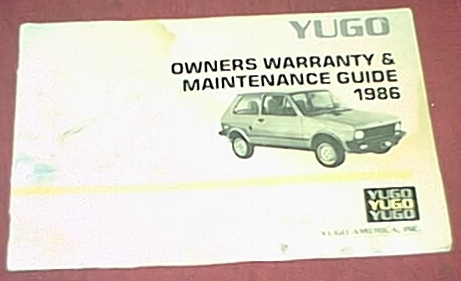 YUGO
OWNERS WARRANTY &
MAINTENANCE GUIDE
1986
YUGO
YUGO
YUGO
YUGO AMERICA, INC.